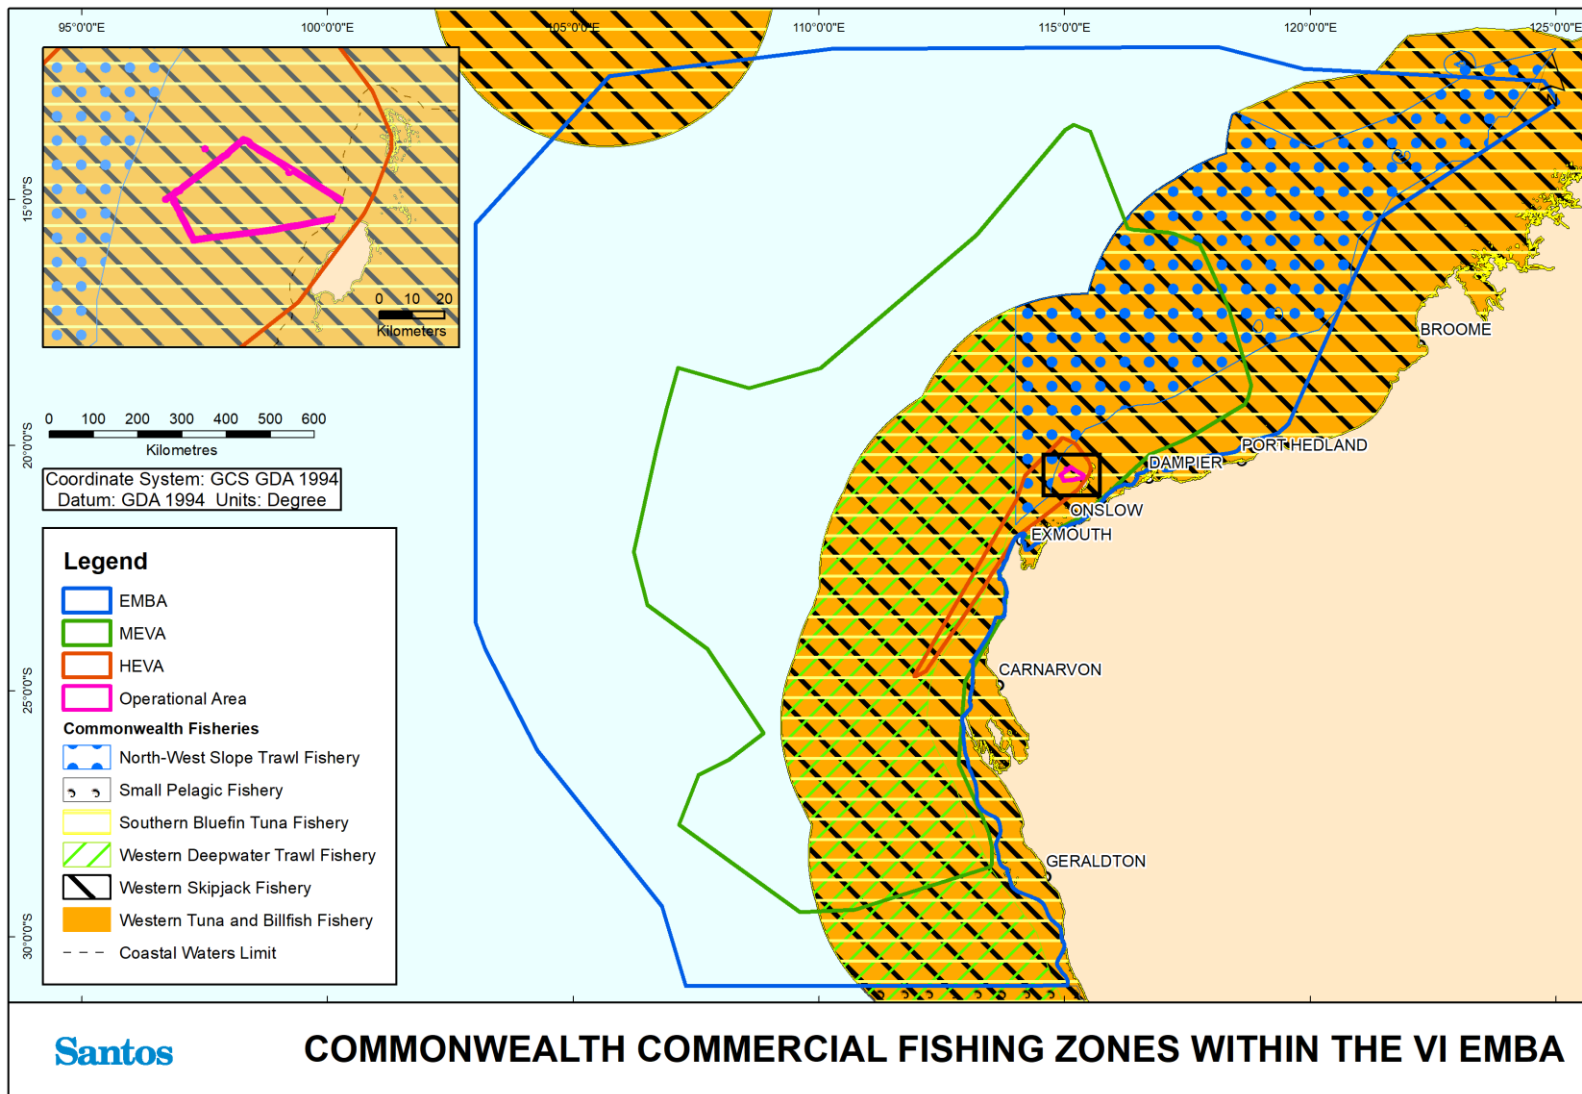 95°0'0"E
100°0'0"E
105°0'0"E
110°0'0"E
115°0'0"E
120°0'0"E
125°0'0"E
15°0'0"S
20°0'0"S
25°0'0"S
30°0'0"S
0 10 20
Kilometers
0 100 200 300 400 500 600
Kilometres
Coordinate System: GCS GDA 1994
Datum: GDA 1994 Units: Degree
BROOME
PORT HEDLAND
DAMPIER
ONSLOW
EXMOUTH
CARNARVON
GERALDTON
Legend
EMBA
MEVA
HEVA
Operational Area
Commonwealth Fisheries
North-West Slope Trawl Fishery
Small Pelagic Fishery
Southern Bluefin Tuna Fishery
Western Deepwater Trawl Fishery
Western Skipjack Fishery
Western Tuna and Billfish Fishery
Coastal Waters Limit
Santos
COMMONWEALTH COMMERCIAL FISHING ZONES WITHIN THE VI EMBA